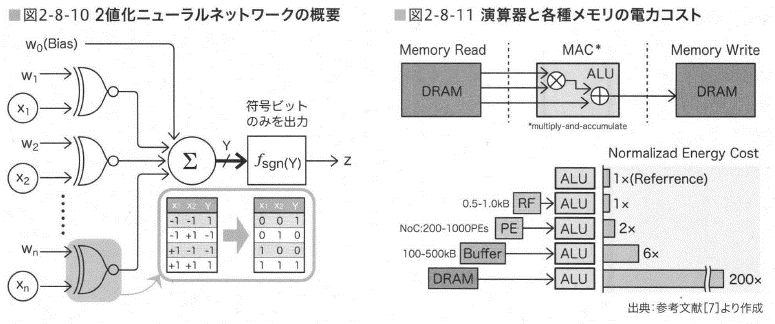 ■図2-8-10 2値化ニューラルネットワークの概要
w₀(Bias)
w₁
x₁
w₂
x₂
wₙ
xₙ
Σ
Y
符号ビット
のみを出力
fsgn(Y)
z
x₁ x₂ Y
-1 -1 1
-1 +1 -1
+1 -1 -1
+1 +1 1
x₁ x₂ Y
0 0 1
0 1 0
1 0 0
1 1 1
■図2-8-11 演算器と各種メモリの電力コスト
Memory Read
MAC*
Memory Write
DRAM
ALU
DRAM
*multiply-and-accumulate
Normalizad Energy Cost
ALU 1×(Referrence)
0.5-1.0kB RF ALU 1×
NoC:200-1000PEs PE ALU 2×
100-500kB Buffer ALU 6×
DRAM ALU 200×
出典:参考文献[7]より作成